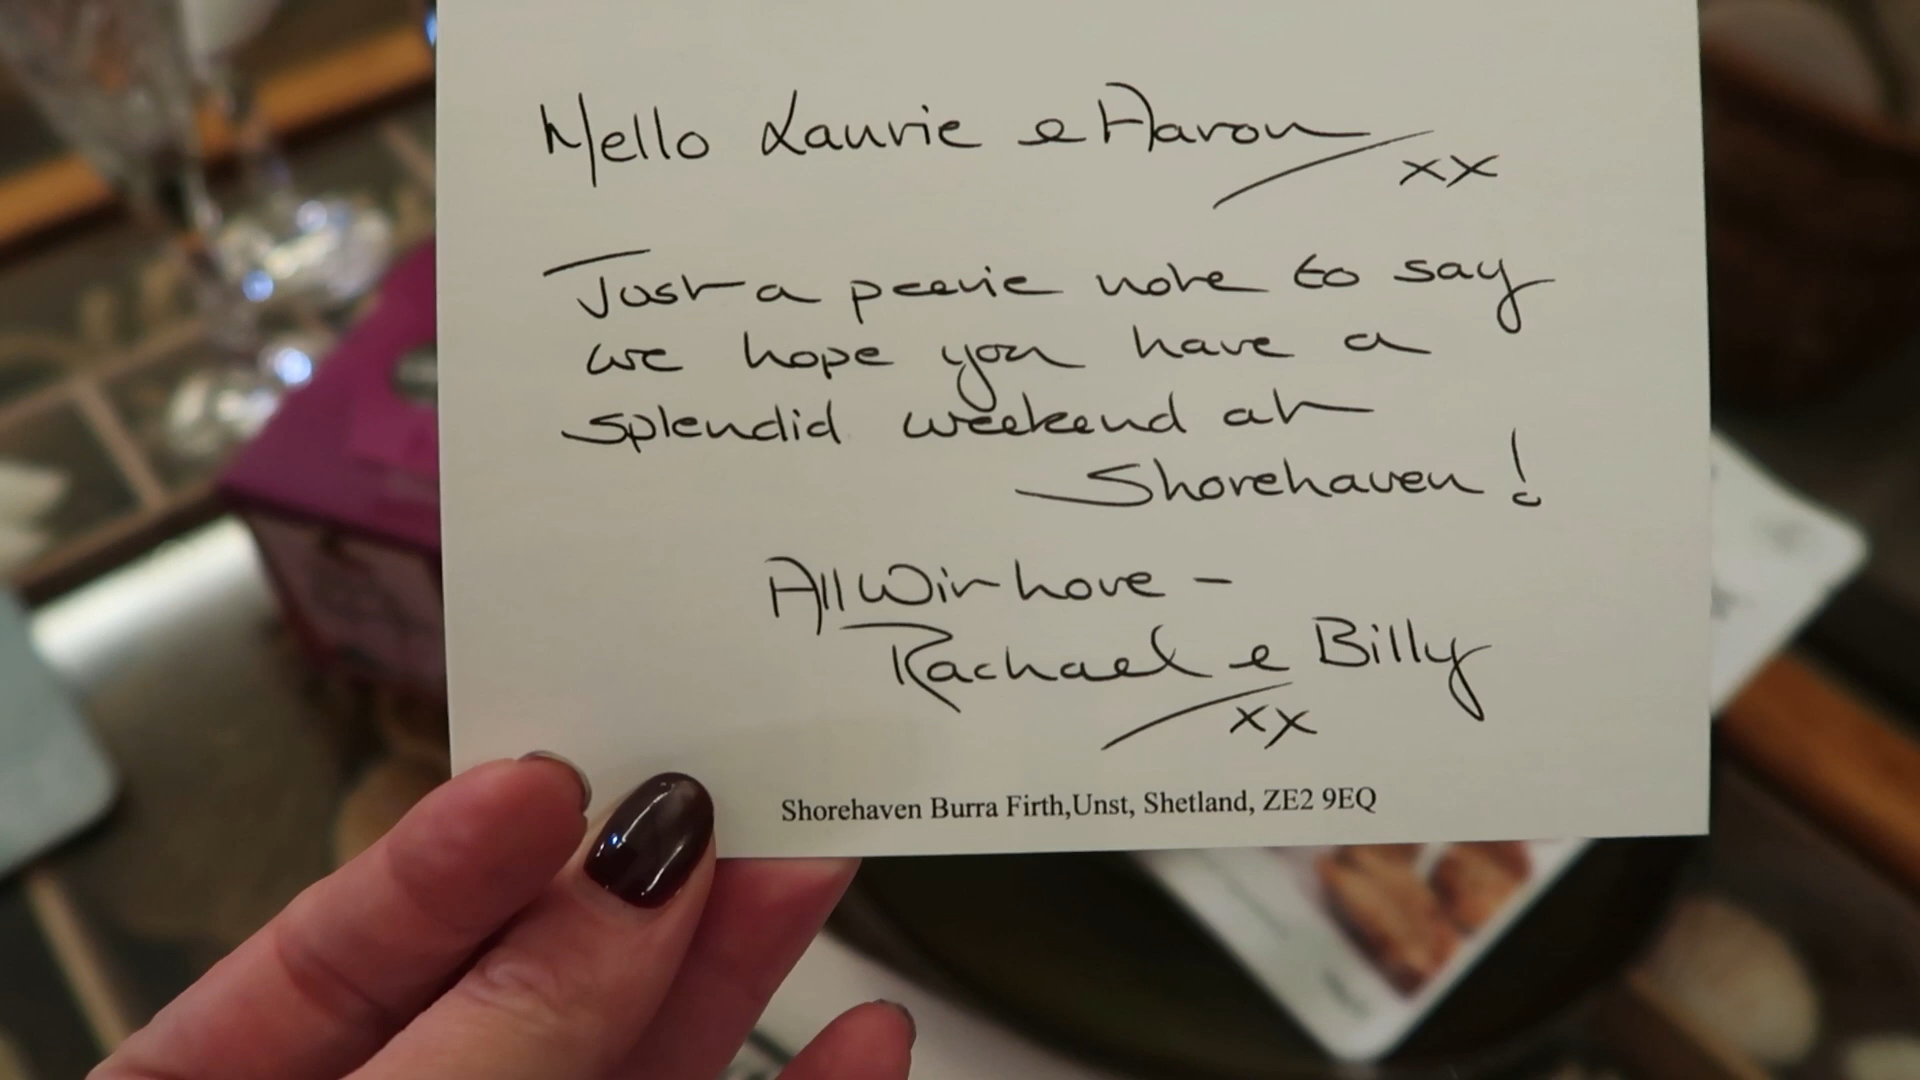 Hello Laurie & Aaron
xx
Just a peerie note to say
we hope you have a
splendid weekend at
Shorehaven!
All Wir Love -
Rachael & Billy
xx
Shorehaven Burra Firth,Unst, Shetland, ZE2 9EQ